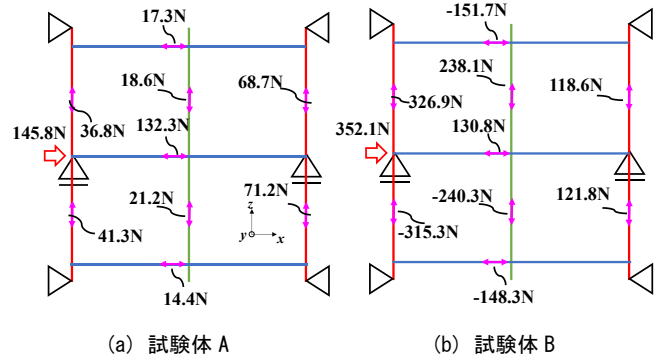 17.3N
18.6N
68.7N
145.8N
36.8N
132.3N
21.2N
71.2N
z
y
x
41.3N
14.4N
(a) 試験体 A
-151.7N
238.1N
118.6N
-326.9N
352.1N
130.8N
-240.3N
121.8N
-315.3N
-148.3N
(b) 試験体 B